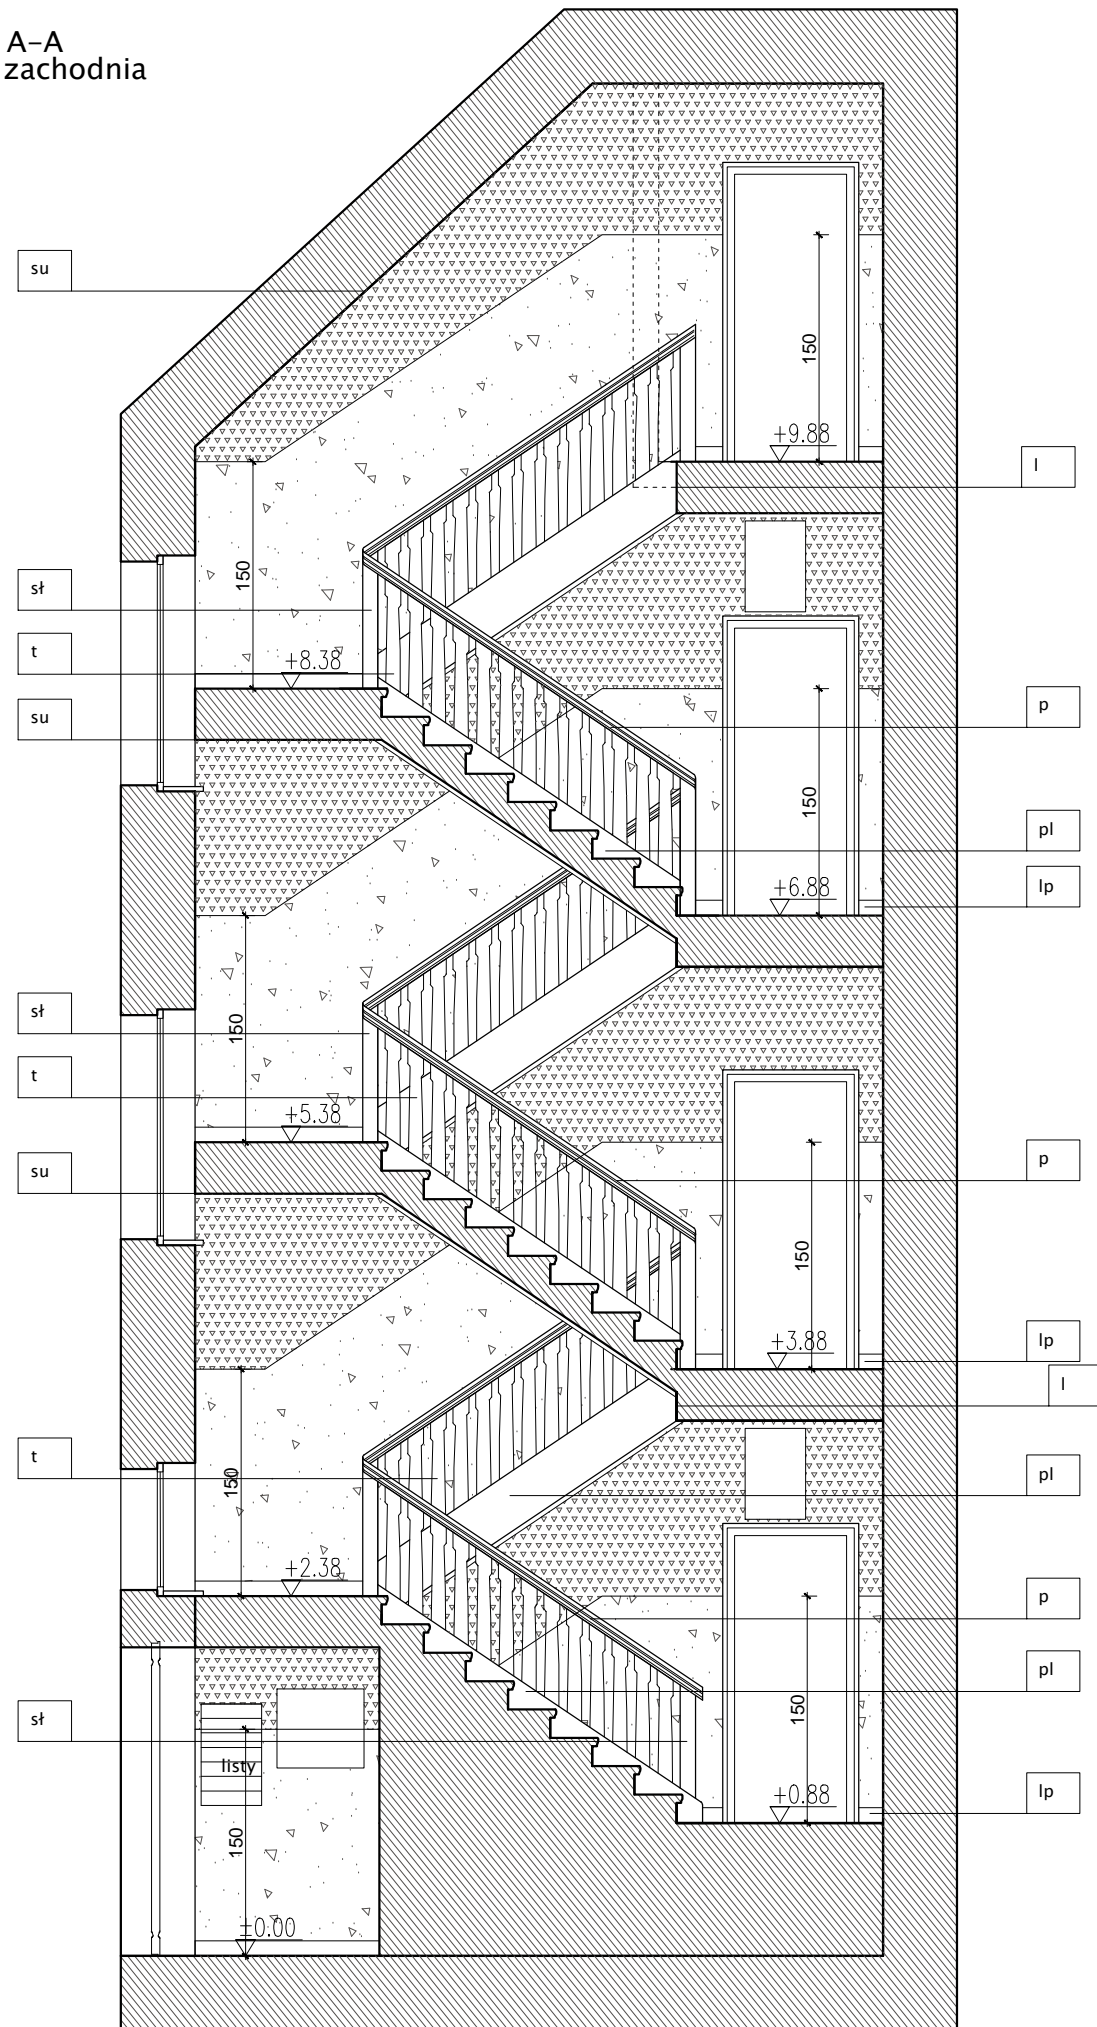 A-A
zachodnia
su
150
+9.88
l
150
sł
t
+8.38
su
p
150
pl
+6.88
lp
150
sł
t
+5.38
su
p
150
+3.88
lp
l
t
150
pl
+2.38
p
pl
sł
150
listy
+0.88
lp
150
±0.00